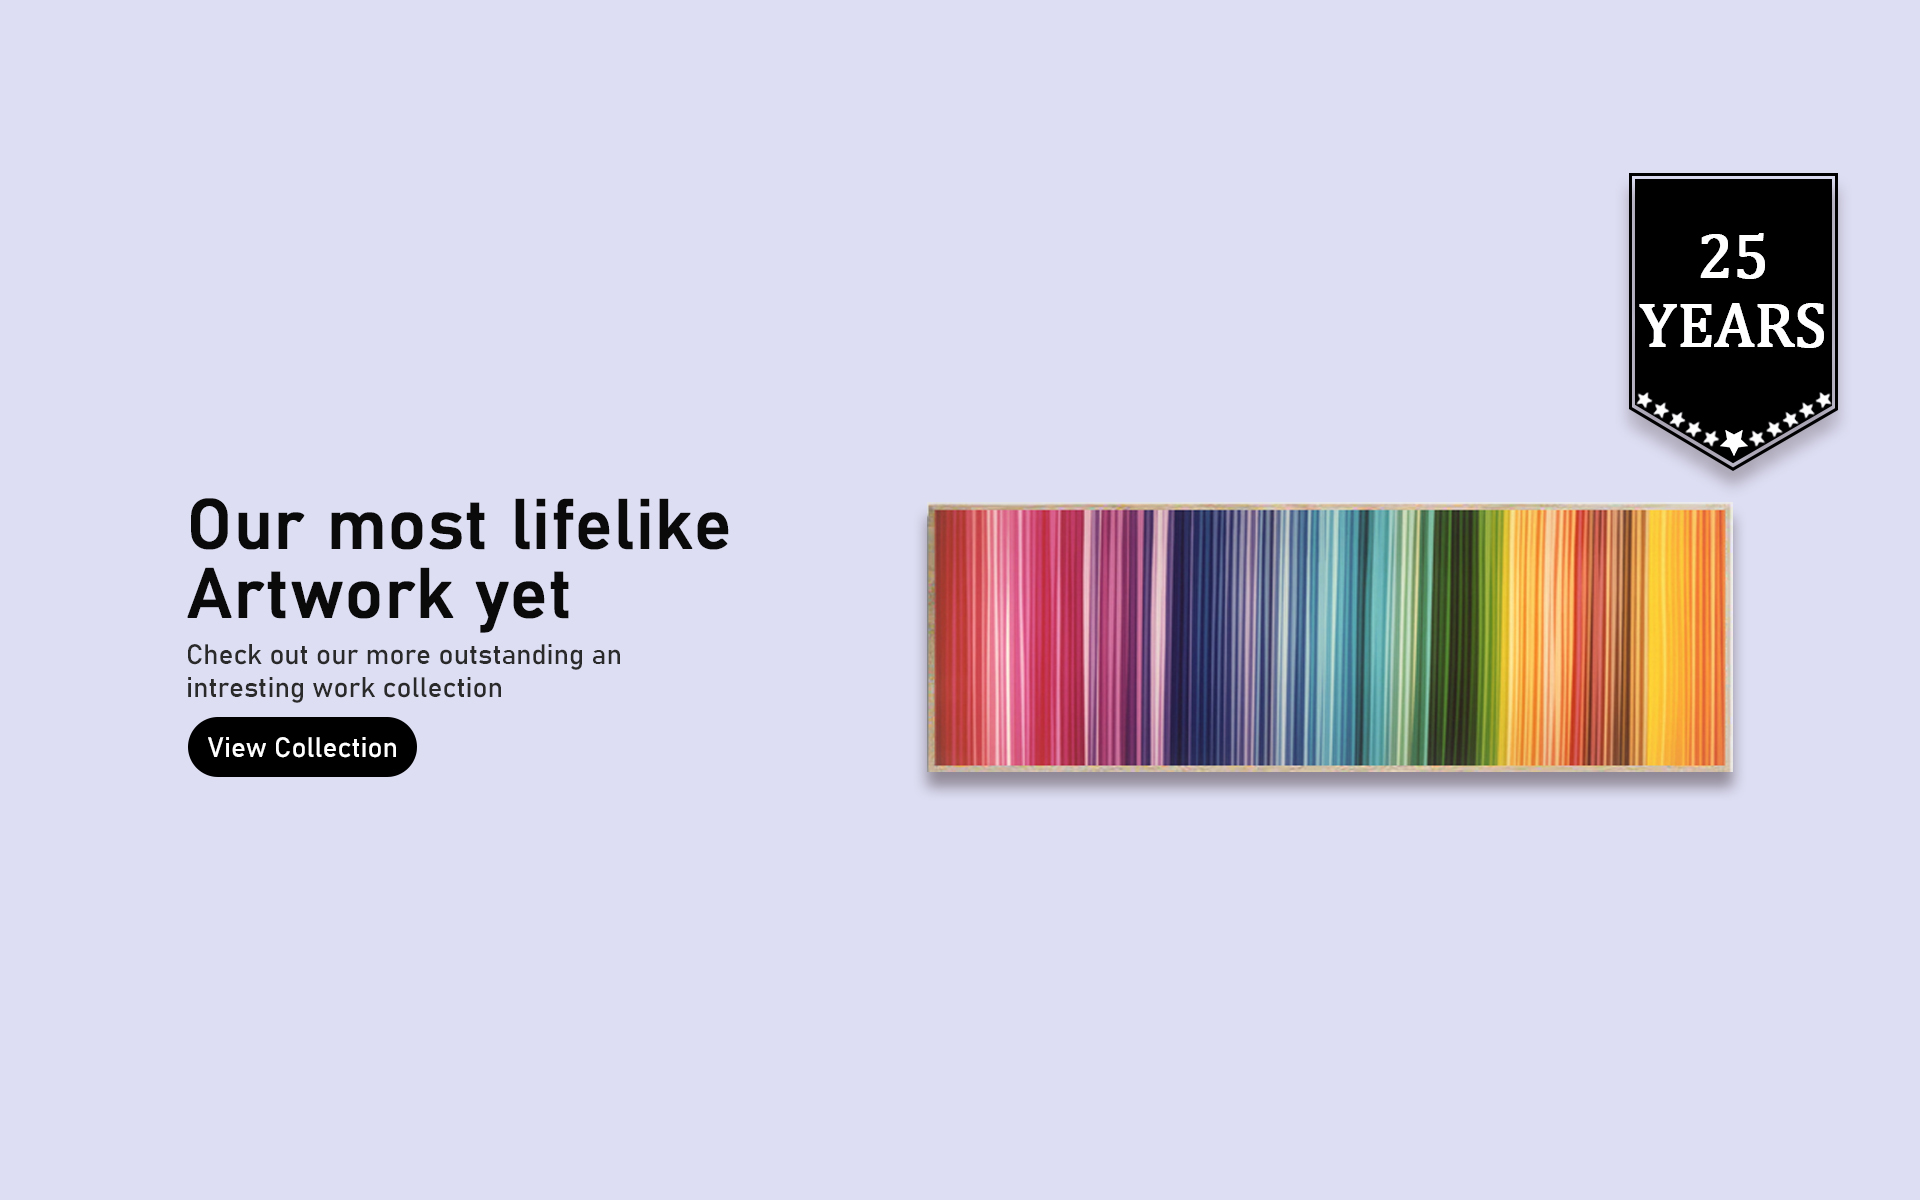 25
YEARS
Our most lifelike
Artwork yet
Check out our more outstanding an
intresting work collection
View Collection